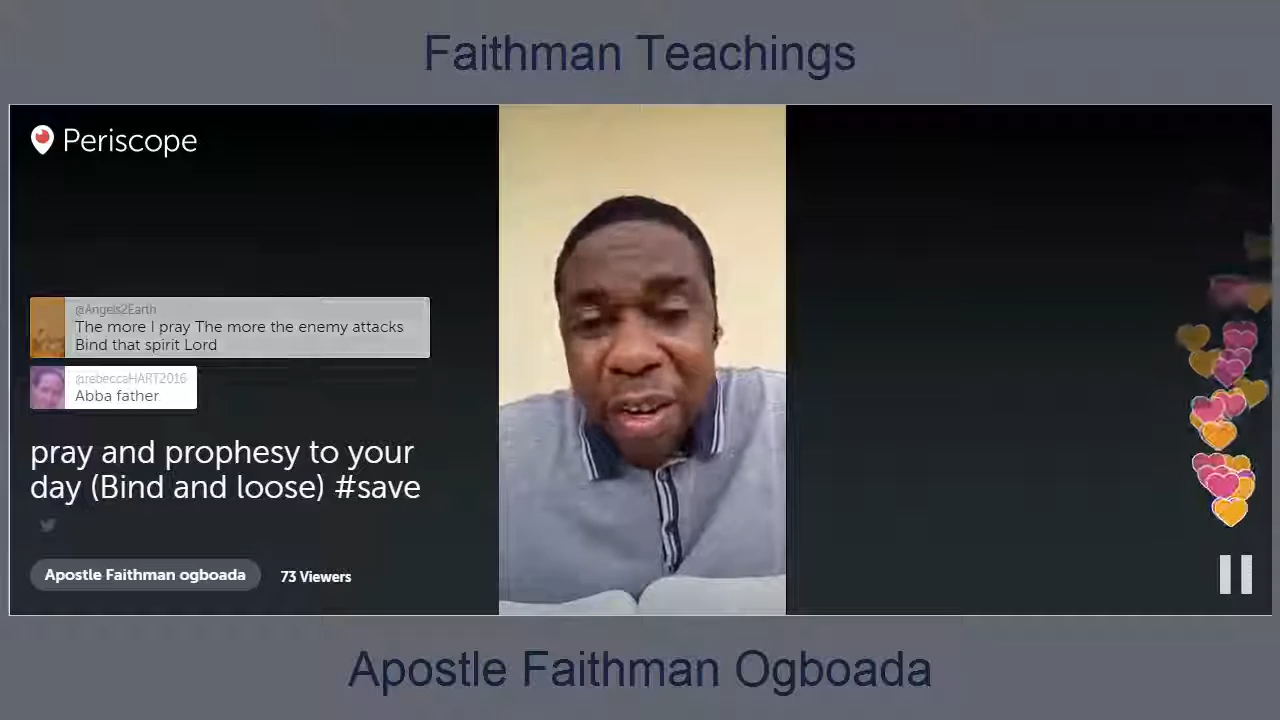 Faithman Teachings
Periscope
@Angels2Earth
The more I pray The more the enemy attacks
Bind that spirit Lord
@rebeccaHART2016
Abba father
pray and prophesy to your
day (Bind and loose) #save
Apostle Faithman ogboada
73 Viewers
Apostle Faithman Ogboada